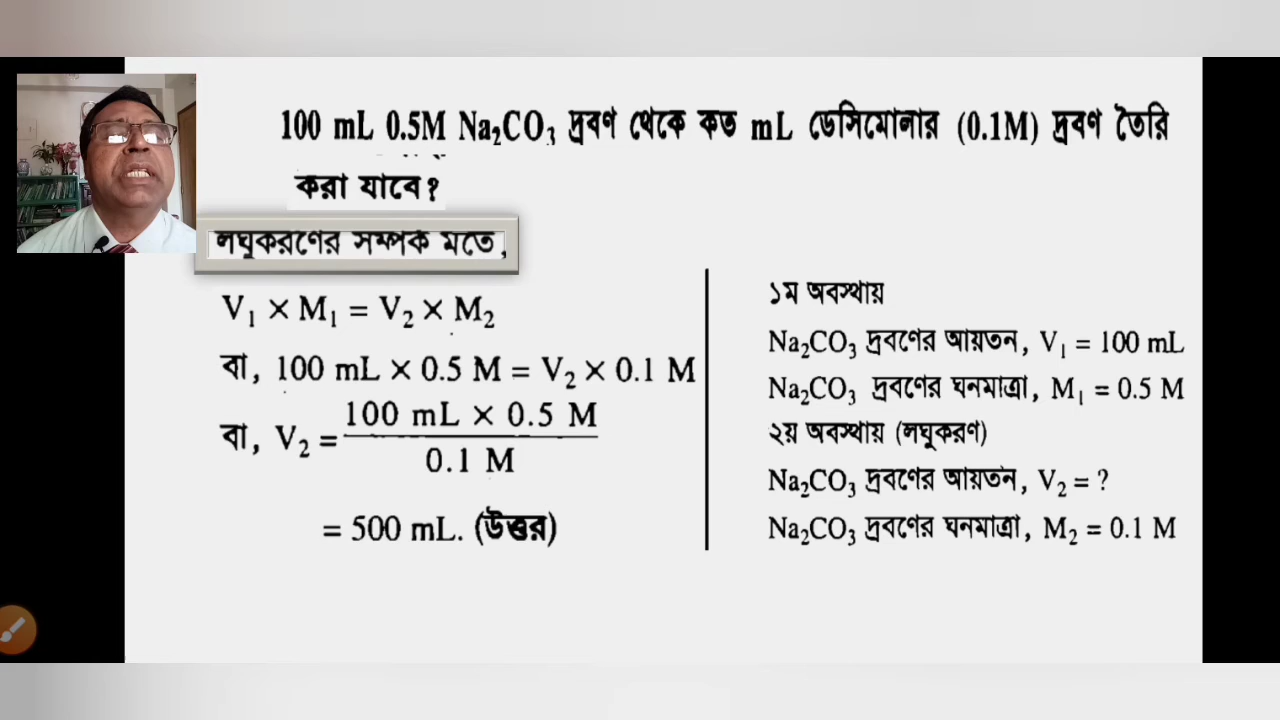 100 mL 0.5M Na₂CO₃ দ্রবণ থেকে কত mL ডেসিমোলার (0.1M) দ্রবণ তৈরি
করা যাবে?
লঘুকরণের সম্পর্ক মতে,
V₁ × M₁ = V₂ × M₂
বা, 100 mL × 0.5 M = V₂ × 0.1 M
বা, V₂ = 100 mL × 0.5 M
0.1 M
= 500 mL. (উত্তর)
১ম অবস্থায়
Na₂CO₃ দ্রবণের আয়তন, V₁ = 100 mL
Na₂CO₃ দ্রবণের ঘনমাত্রা, M₁ = 0.5 M
২য় অবস্থায় (লঘুকরণ)
Na₂CO₃ দ্রবণের আয়তন, V₂ = ?
Na₂CO₃ দ্রবণের ঘনমাত্রা, M₂ = 0.1 M